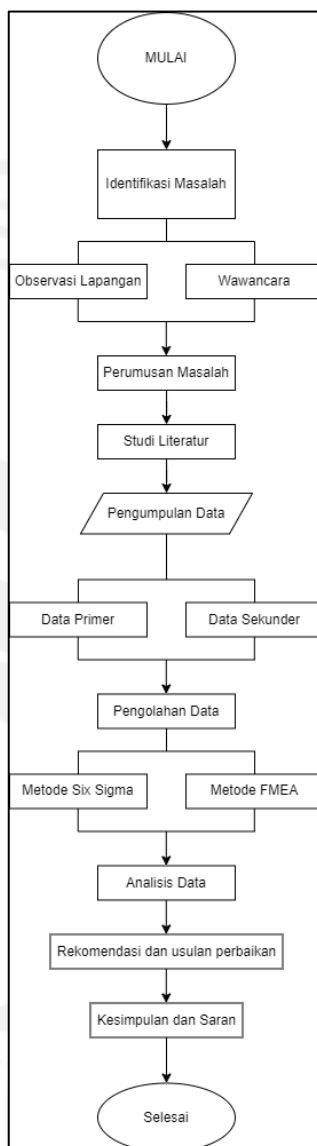 MULAI
Identifikasi Masalah
Observasi Lapangan
Wawancara
Perumusan Masalah
Studi Literatur
Pengumpulan Data
Data Primer
Data Sekunder
Pengolahan Data
Metode Six Sigma
Metode FMEA
Analisis Data
Rekomendasi dan usulan perbaikan
Kesimpulan dan Saran
Selesai